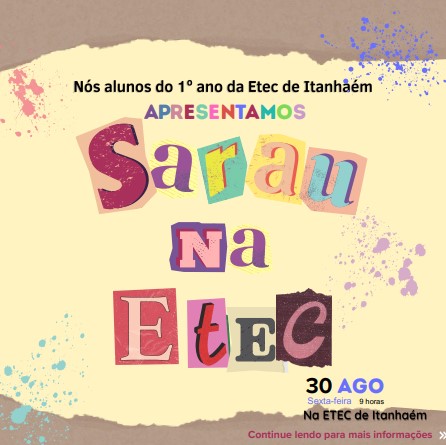 Nós alunos do 1º ano da Etec de Itanhaém
APRESENTAMOS
Sarau
Na
EtEC
30 AGO
Sexta-feira 9 horas
Na ETEC de Itanhaém
Continue lendo para mais informações »